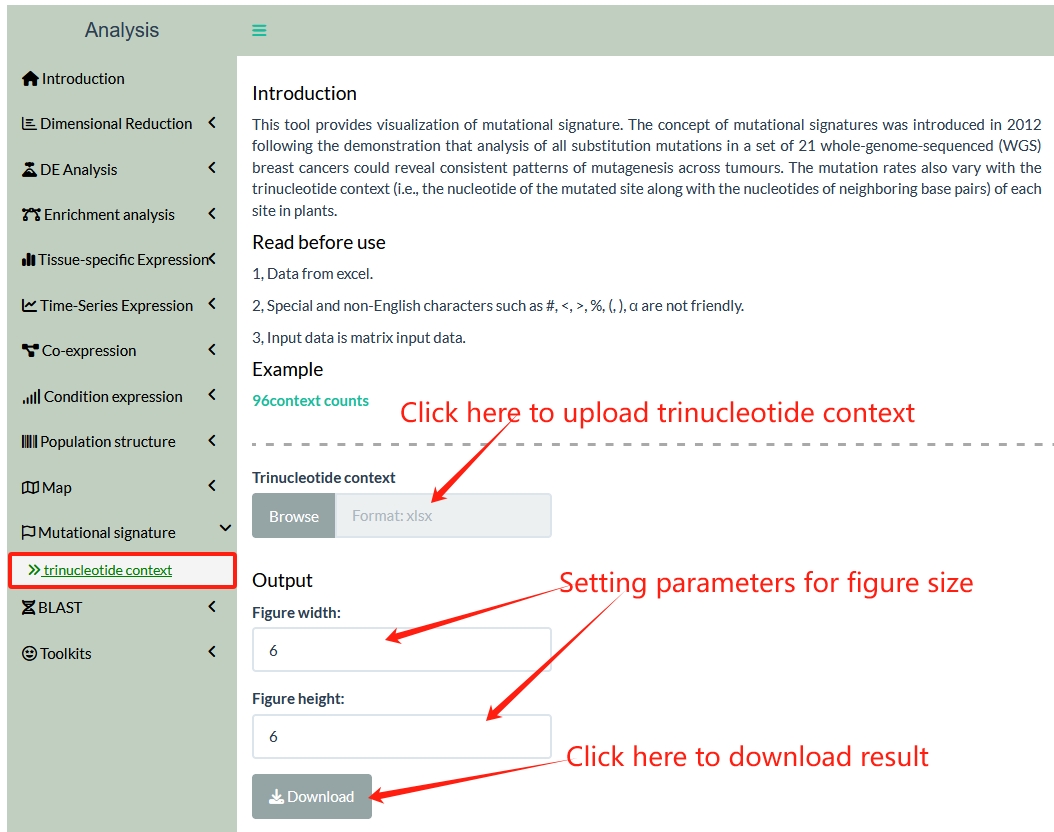 Analysis
Introduction
Dimensional Reduction
DE Analysis
Enrichment analysis
Tissue-specific Expression
Time-Series Expression
Co-expression
Condition expression
Population structure
Map
Mutational signature
trinucleotide context
BLAST
Toolkits
Introduction
This tool provides visualization of mutational signature. The concept of mutational signatures was introduced in 2012
following the demonstration that analysis of all substitution mutations in a set of 21 whole-genome-sequenced (WGS)
breast cancers could reveal consistent patterns of mutagenesis across tumours. The mutation rates also vary with the
trinucleotide context (i.e., the nucleotide of the mutated site along with the nucleotides of neighboring base pairs) of each
site in plants.
Read before use
1, Data from excel.
2, Special and non-English characters such as #, <, >, %, (, ), α are not friendly.
3, Input data is matrix input data.
Example
96context counts
Click here to upload trinucleotide context
Trinucleotide context
Browse Format: xlsx
Output
Setting parameters for figure size
Figure width:
6
Figure height:
6
Click here to download result
Download